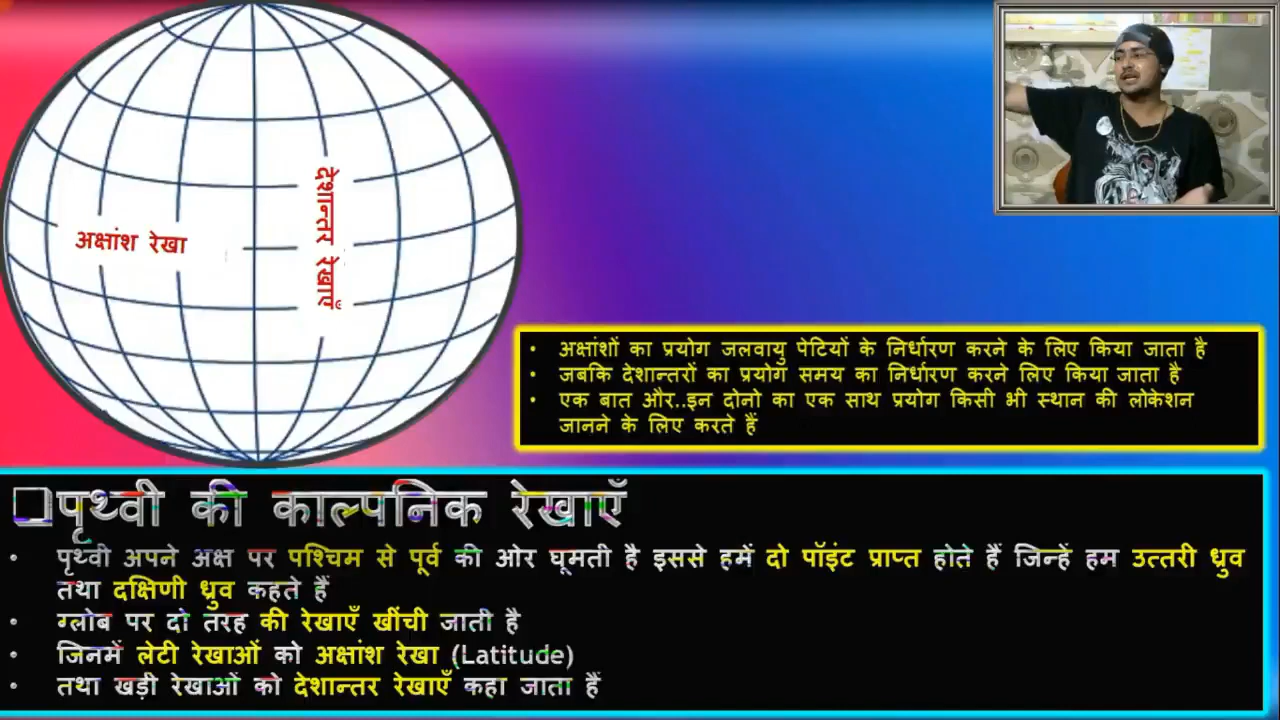 अक्षांश रेखा
देशान्तर रेखाएँ
• अक्षांशों का प्रयोग जलवायु पेटियों के निर्धारण करने के लिए किया जाता है
• जबकि देशान्तरों का प्रयोग समय का निर्धारण करने लिए किया जाता है
• एक बात और..इन दोनो का एक साथ प्रयोग किसी भी स्थान की लोकेशन
जानने के लिए करते हैं
❑पृथ्वी की काल्पनिक रेखाएँ
• पृथ्वी अपने अक्ष पर पश्चिम से पूर्व की ओर घूमती है इससे हमें दो पॉइंट प्राप्त होते हैं जिन्हें हम उत्तरी ध्रुव
तथा दक्षिणी ध्रुव कहते हैं
• ग्लोब पर दो तरह की रेखाएँ खींची जाती है
• जिनमें लेटी रेखाओं को अक्षांश रेखा (Latitude)
• तथा खड़ी रेखाओं को देशान्तर रेखाएँ कहा जाता हैं